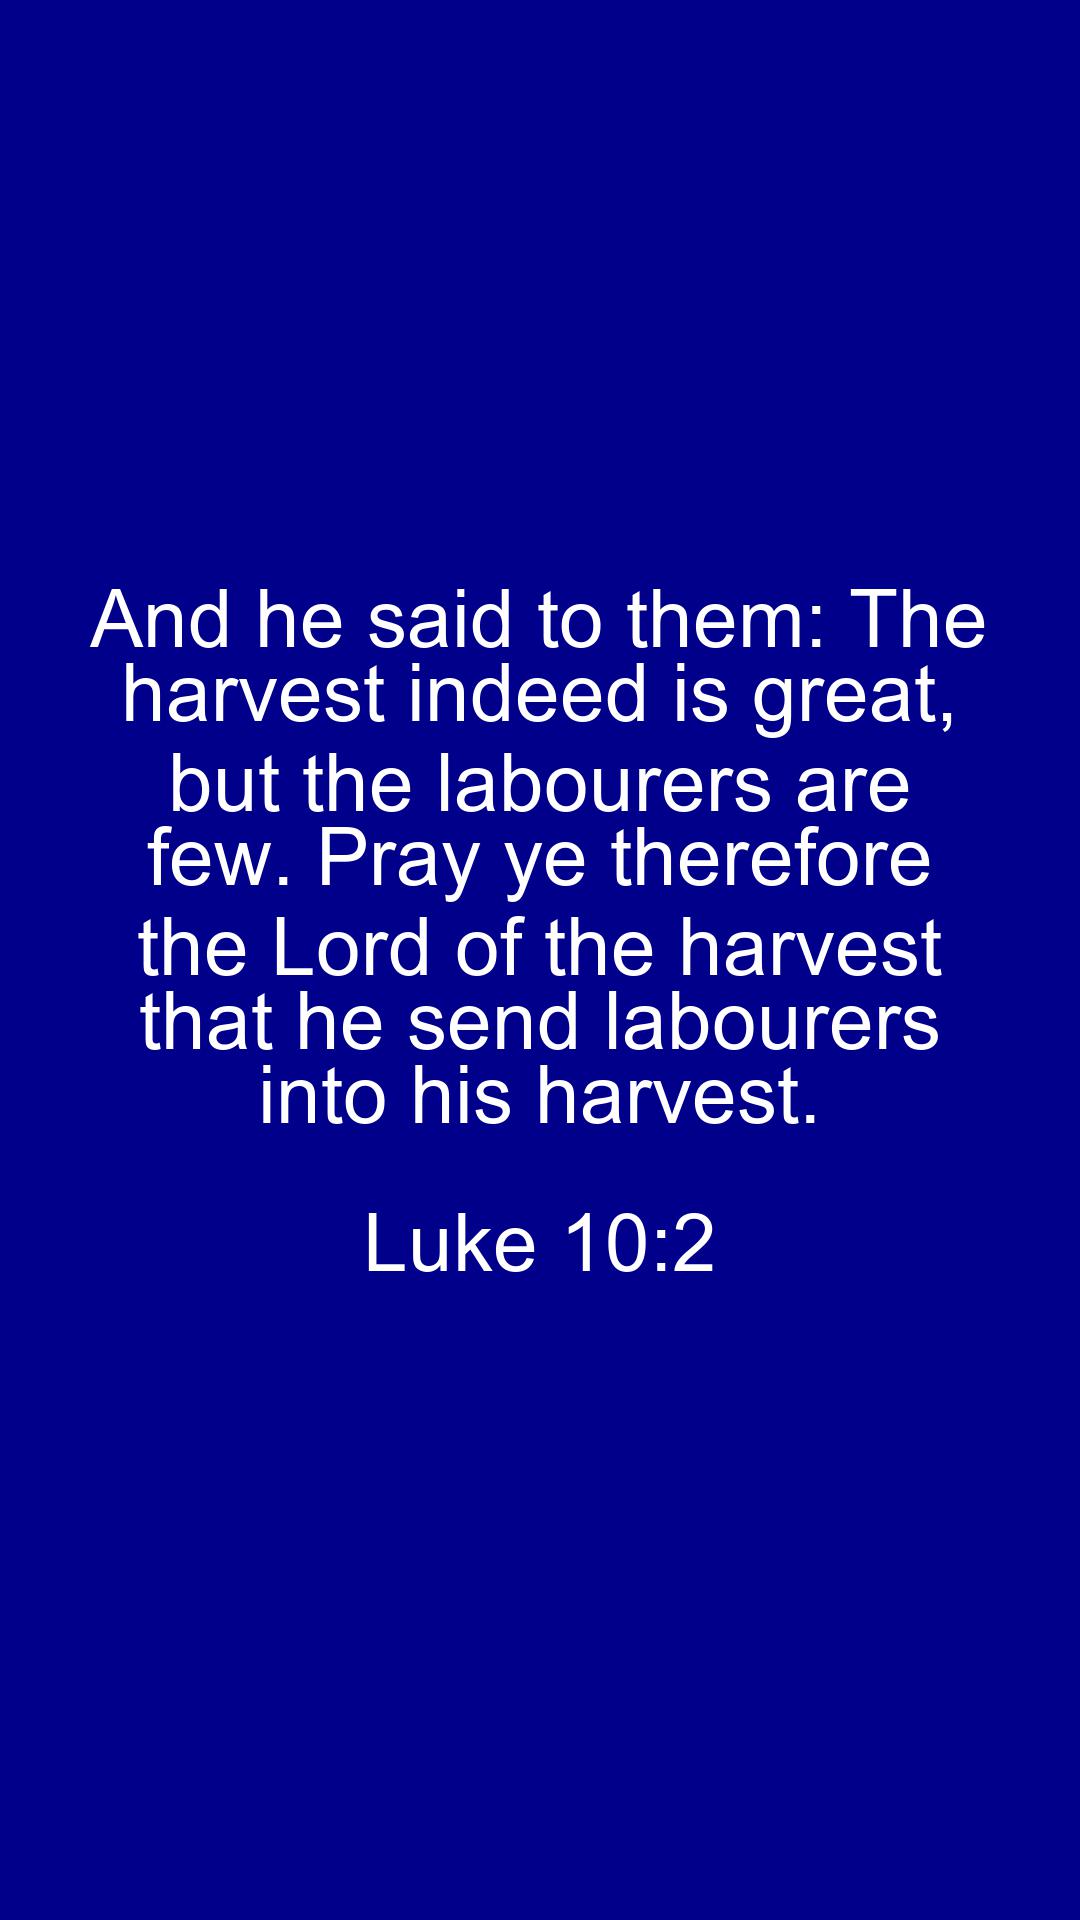 And he said to them: The
harvest indeed is great,
but the labourers are
few. Pray ye therefore
the Lord of the harvest
that he send labourers
into his harvest.
Luke 10:2